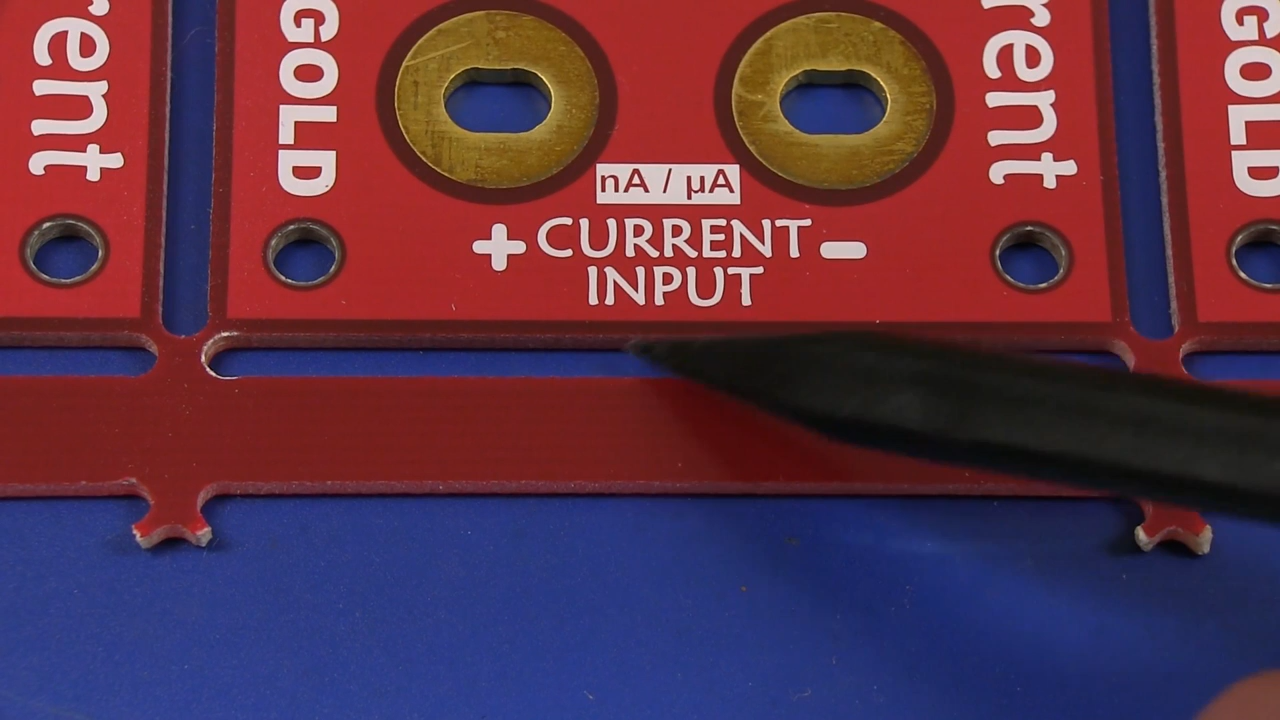 rent
GOLD
nA / µA
+ CURRENT -
INPUT
rent
GOLD